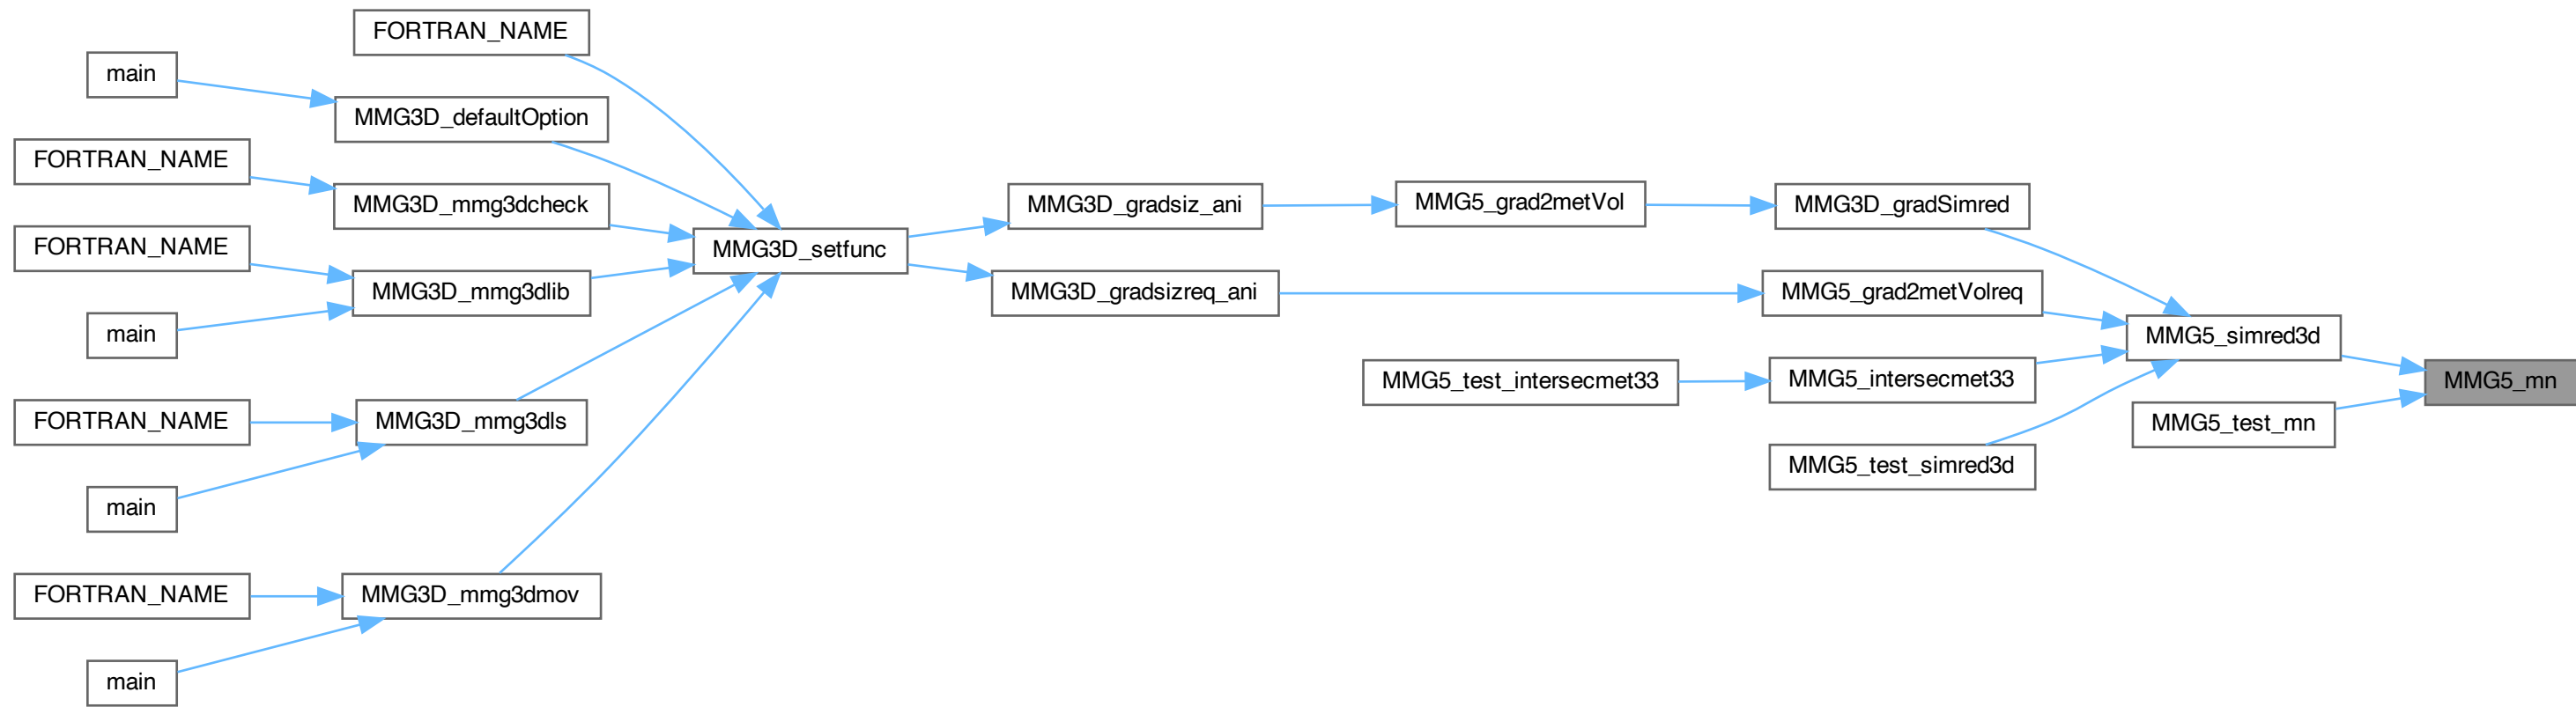 FORTRAN_NAME
main
MMG3D_defaultOption
FORTRAN_NAME
MMG3D_mmg3dcheck
FORTRAN_NAME
MMG3D_mmg3dlib
main
FORTRAN_NAME
MMG3D_mmg3dls
main
FORTRAN_NAME
MMG3D_mmg3dmov
main
MMG3D_setfunc
MMG3D_gradsiz_ani
MMG3D_gradsizreq_ani
MMG5_grad2metVol
MMG5_test_intersecmet33
MMG3D_gradSimred
MMG5_grad2metVolreq
MMG5_intersecmet33
MMG5_test_simred3d
MMG5_simred3d
MMG5_test_mn
MMG5_mn